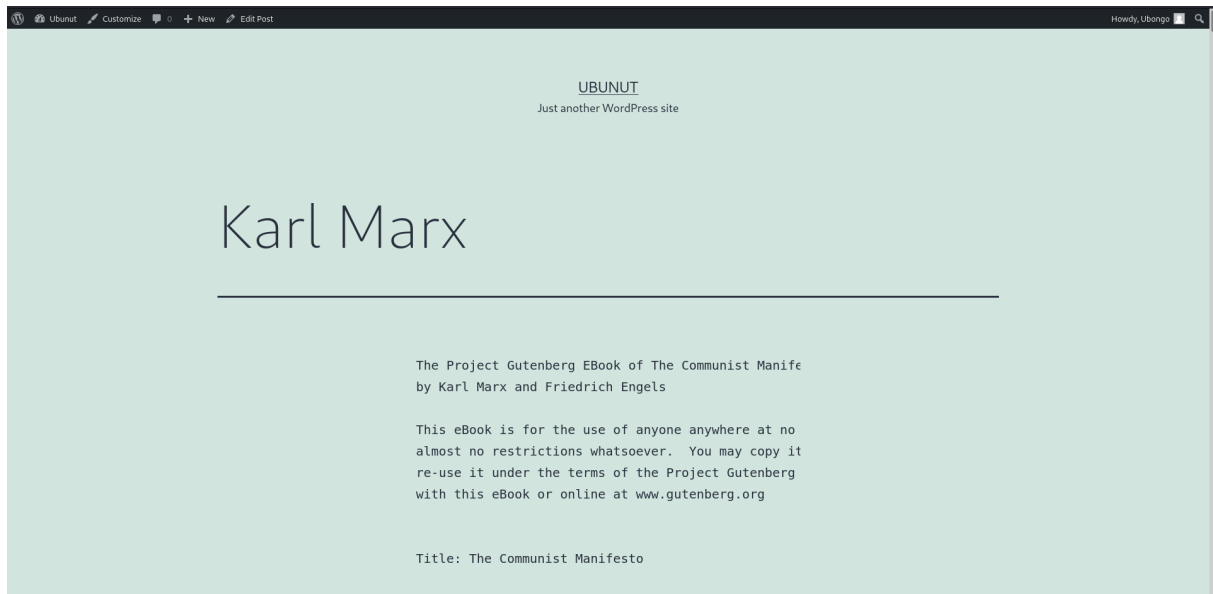 Ubunut Customize 0 New Edit Post Howdy, Ubongo
UBUNUT
Just another WordPress site
Karl Marx
The Project Gutenberg EBook of The Communist Manife
by Karl Marx and Friedrich Engels
This eBook is for the use of anyone anywhere at no
almost no restrictions whatsoever.  You may copy it
re-use it under the terms of the Project Gutenberg
with this eBook or online at www.gutenberg.org
Title: The Communist Manifesto